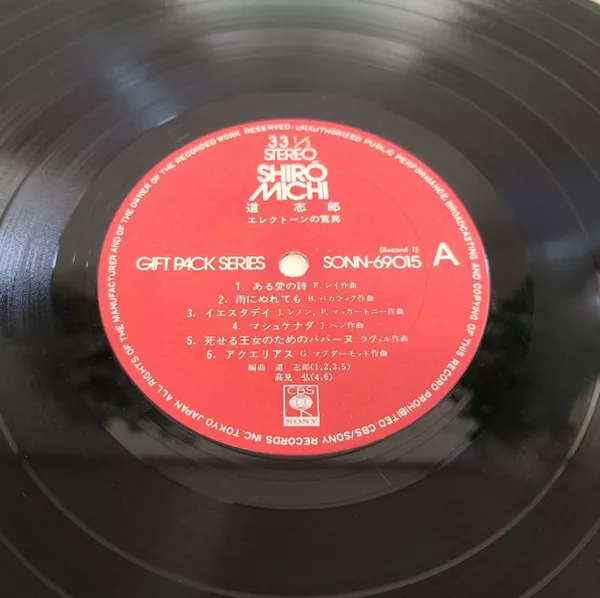 MANUFACTURER AND OF THE OWNER OF THE RECORDED WORK RESERVED. UNAUTHORIZED PUBLIC PERFORMANCE, BROADCASTING AND COPYING OF THIS RECORD PROHIBITED. CBS/SONY RECORDS INC. TOKYO JAPAN ALL RIGHTS OF THE
33 1/3
STEREO
SHIRO
MICHI
道 志郎
エレクトーンの驚異
(Record 1)
GIFT PACK SERIES SONN-69015 A
1. ある愛の詩 F.レイ作曲
2. 雨にぬれても B.バカラック作曲
3. イエスタデイ J.レノン, P.マッカートニー作曲
4. マシュケナダ J.ベン作曲
5. 死せる王女のためのパバーヌ ラヴェル作曲
6. アクエリアス G.マグダーモット作曲
編曲 道 志郎(1,2,3,5)
高見 弘(4,6)
CBS
SONY